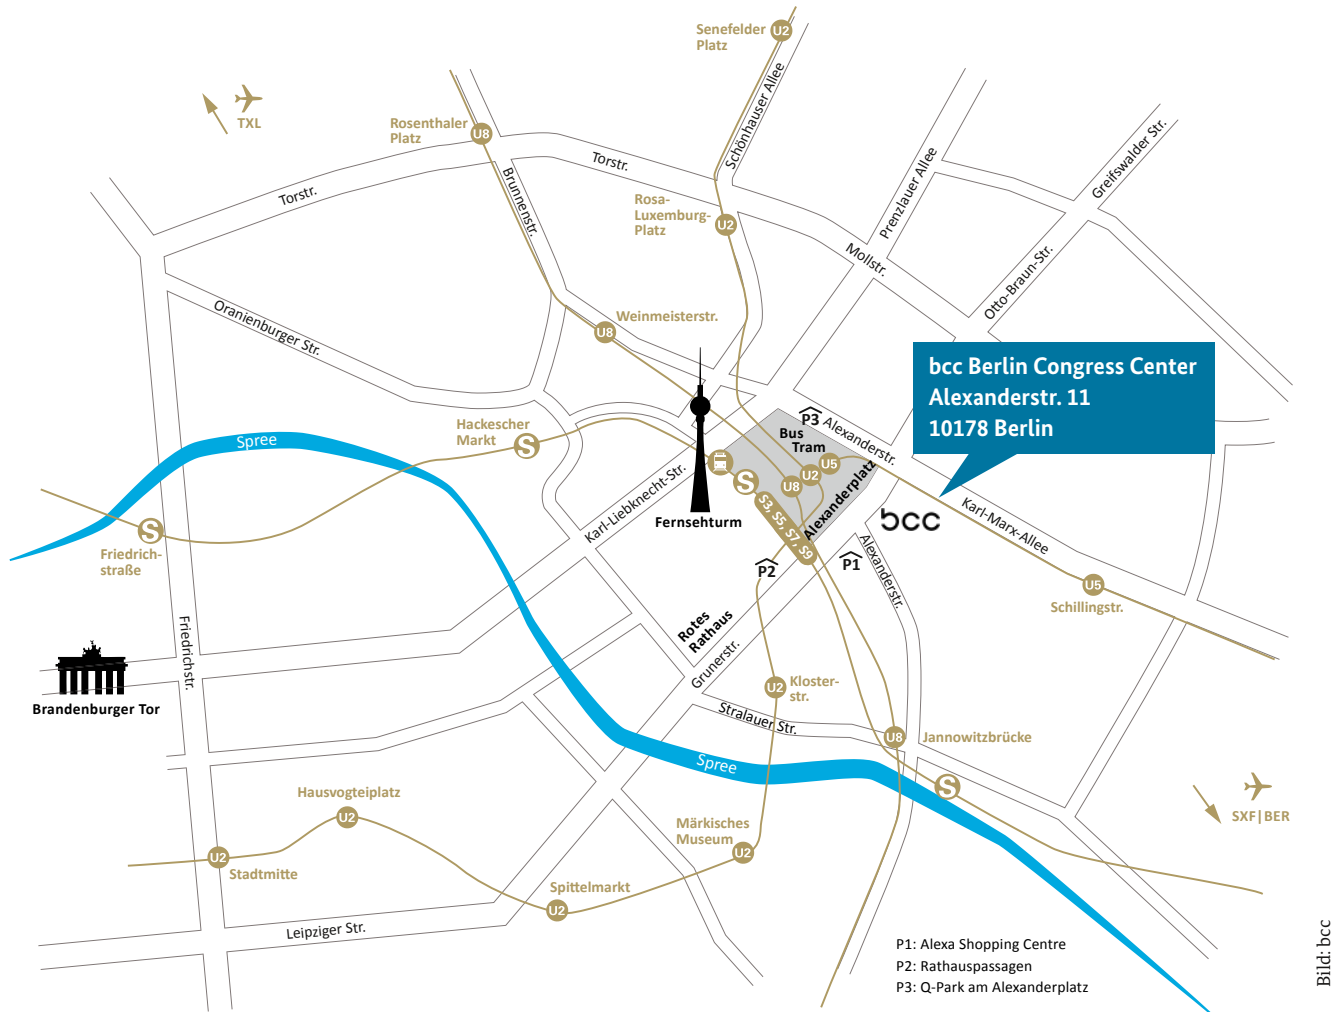 Senefelder
Platz
U2
TXL
Rosenthaler
Platz
U8
Schönhauser Allee
Torstr.
Torstr.
Brunnenstr.
Rosa-
Luxemburg-
Platz
U2
Prenzlauer Allee
Greifswalder Str.
Mollstr.
Otto-Braun-Str.
Oranienburger Str.
Weinmeisterstr.
U8
bcc Berlin Congress Center
Alexanderstr. 11
10178 Berlin
Hackescher
Markt
S
Spree
P3
Alexanderstr.
Bus
Tram
U5
U2
U8
S
S3, S5, S7, S9
Alexanderplatz
Karl-Liebknecht-Str.
Fernsehturm
bcc
Karl-Marx-Allee
S
Friedrich-
straße
P2
P1
Alexanderstr.
U5
Schillingstr.
Friedrichstr.
Rotes
Rathaus
Grunerstr.
Brandenburger Tor
U2
Kloster-
str.
Stralauer Str.
U8
Jannowitzbrücke
Spree
S
SXF|BER
Hausvogteiplatz
U2
Märkisches
Museum
U2
U2
Stadtmitte
Spittelmarkt
U2
Leipziger Str.
P1: Alexa Shopping Centre
P2: Rathauspassagen
P3: Q-Park am Alexanderplatz
Bild: bcc